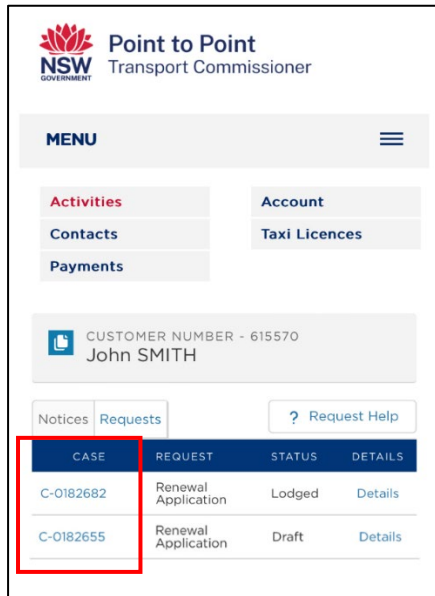 NSW
GOVERNMENT
Point to Point
Transport Commissioner
MENU
Activities Account
Contacts Taxi Licences
Payments
CUSTOMER NUMBER - 615570
John SMITH
Notices Requests ? Request Help
CASE REQUEST STATUS DETAILS
C-0182682 Renewal Application Lodged Details
C-0182655 Renewal Application Draft Details